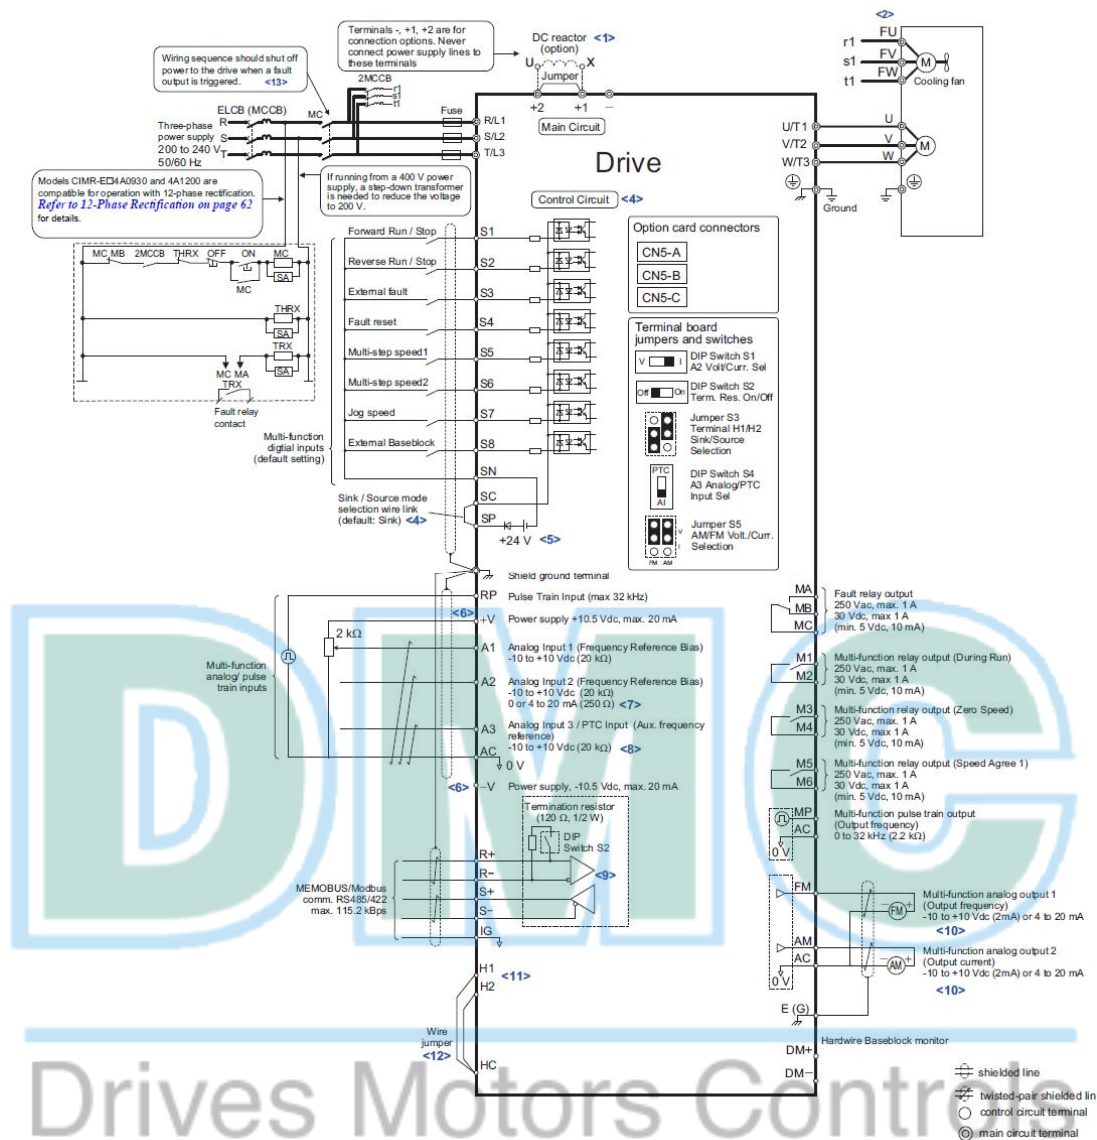 Terminals -, +1, +2 are for
connection options. Never
connect power supply lines to
these terminals
DC reactor <1>
(option)
U X
Jumper
+2 +1 –
Main Circuit
<2>
FU
r1
FV
s1
FW
t1
M
Cooling fan
Wiring sequence should shut off
power to the drive when a fault
output is triggered. <13>
2MCCB
r1
s1
t1
ELCB (MCCB)
MC
Fuse
Three-phase
power supply
200 to 240 V
50/60 Hz
R
S
T
R/L1
S/L2
T/L3
Drive
U/T1 U
V/T2 V
W/T3 W
M
Ground
Models CIMR-E□4A0930 and 4A1200 are
compatible for operation with 12-phase rectification.
Refer to 12-Phase Rectification on page 62
for details.
If running from a 400 V power
supply, a step-down transformer
is needed to reduce the voltage
to 200 V.
Control Circuit <4>
MC MB 2MCCB THRX OFF ON MC
SA
MC
THRX
SA
TRX
SA
MC MA
TRX
Fault relay
contact
Forward Run / Stop S1
Reverse Run / Stop S2
External fault S3
Fault reset S4
Multi-step speed1 S5
Multi-step speed2 S6
Jog speed S7
External Baseblock S8
Multi-function
digtial inputs
(default setting)
SN
SC
SP
Sink / Source mode
selection wire link
(default: Sink) <4>
+24 V <5>
Option card connectors
CN5-A
CN5-B
CN5-C
Terminal board
jumpers and switches
V I
DIP Switch S1
A2 Volt/Curr. Sel
Off On
DIP Switch S2
Term. Res. On/Off
Jumper S3
Terminal H1/H2
Sink/Source
Selection
PTC
AI
DIP Switch S4
A3 Analog/PTC
Input Sel
V
I
FM AM
Jumper S5
AM/FM Volt./Curr.
Selection
Shield ground terminal
RP Pulse Train Input (max 32 kHz)
<6> +V Power supply +10.5 Vdc, max. 20 mA
2 kΩ
A1 Analog Input 1 (Frequency Reference Bias)
-10 to +10 Vdc (20 kΩ)
Multi-function
analog/ pulse
train inputs
A2 Analog Input 2 (Frequency Reference Bias)
-10 to +10 Vdc (20 kΩ)
0 or 4 to 20 mA (250 Ω) <7>
A3 Analog Input 3 / PTC Input (Aux. frequency
reference)
-10 to +10 Vdc (20 kΩ) <8>
AC
0 V
<6> –V Power supply, -10.5 Vdc, max. 20 mA
Termination resistor
(120 Ω, 1/2 W)
DIP
Switch S2
<9>
R+
R–
S+
S–
IG
MEMOBUS/Modbus
comm. RS485/422
max. 115.2 kBps
H1 <11>
H2
Wire
jumper
<12>
HC
MA
MB
MC
Fault relay output
250 Vac, max. 1 A
30 Vdc, max 1 A
(min. 5 Vdc, 10 mA)
M1
M2
Multi-function relay output (During Run)
250 Vac, max. 1 A
30 Vdc, max 1 A
(min. 5 Vdc, 10 mA)
M3
M4
Multi-function relay output (Zero Speed)
250 Vac, max. 1 A
30 Vdc, max 1 A
(min. 5 Vdc, 10 mA)
M5
M6
Multi-function relay output (Speed Agree 1)
250 Vac, max. 1 A
30 Vdc, max 1 A
(min. 5 Vdc, 10 mA)
MP
AC
0 V
Multi-function pulse train output
(Output frequency)
0 to 32 kHz (2.2 kΩ)
FM
FM
– +
Multi-function analog output 1
(Output frequency)
-10 to +10 Vdc (2mA) or 4 to 20 mA
<10>
AM
AC
0 V
AM
– +
Multi-function analog output 2
(Output current)
-10 to +10 Vdc (2mA) or 4 to 20 mA
<10>
E (G)
Hardwire Baseblock monitor
DM+
DM–
shielded line
twisted-pair shielded lin
control circuit terminal
main circuit terminal
DMC
Drives Motors Controls